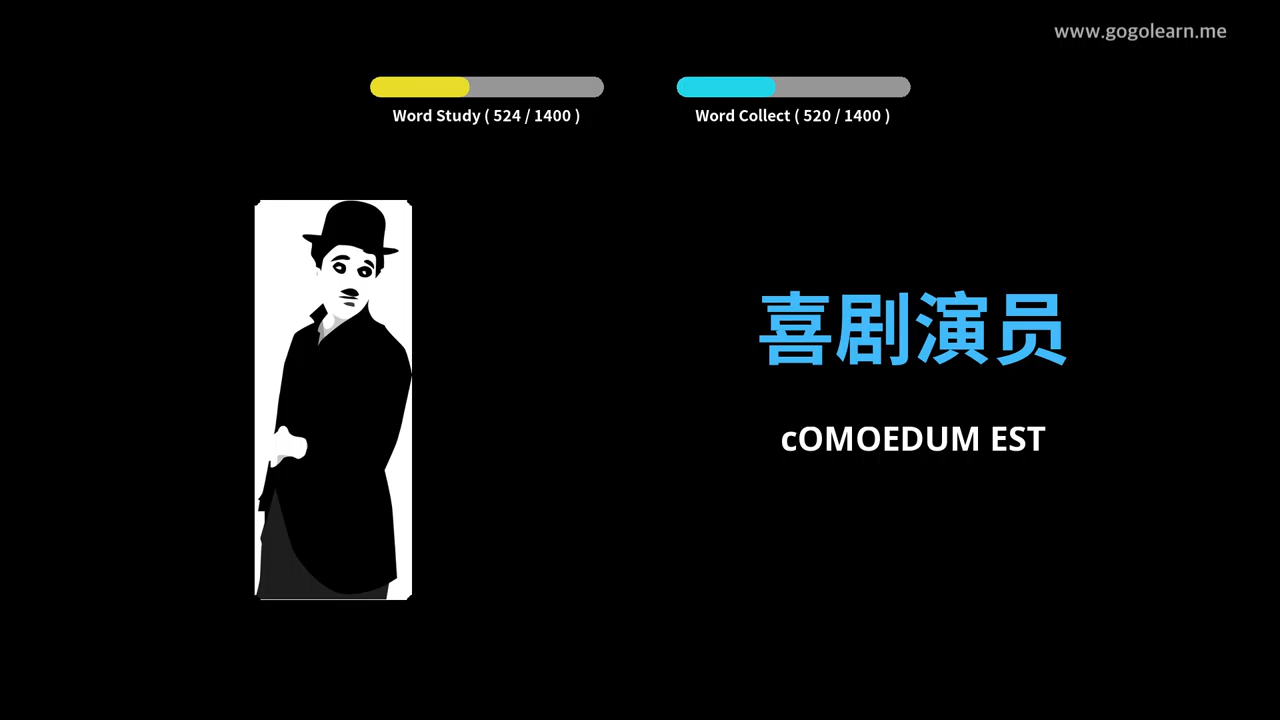 www.gogolearn.me
Word Study ( 524 / 1400 )
Word Collect ( 520 / 1400 )
喜剧演员
cOMOEDUM EST